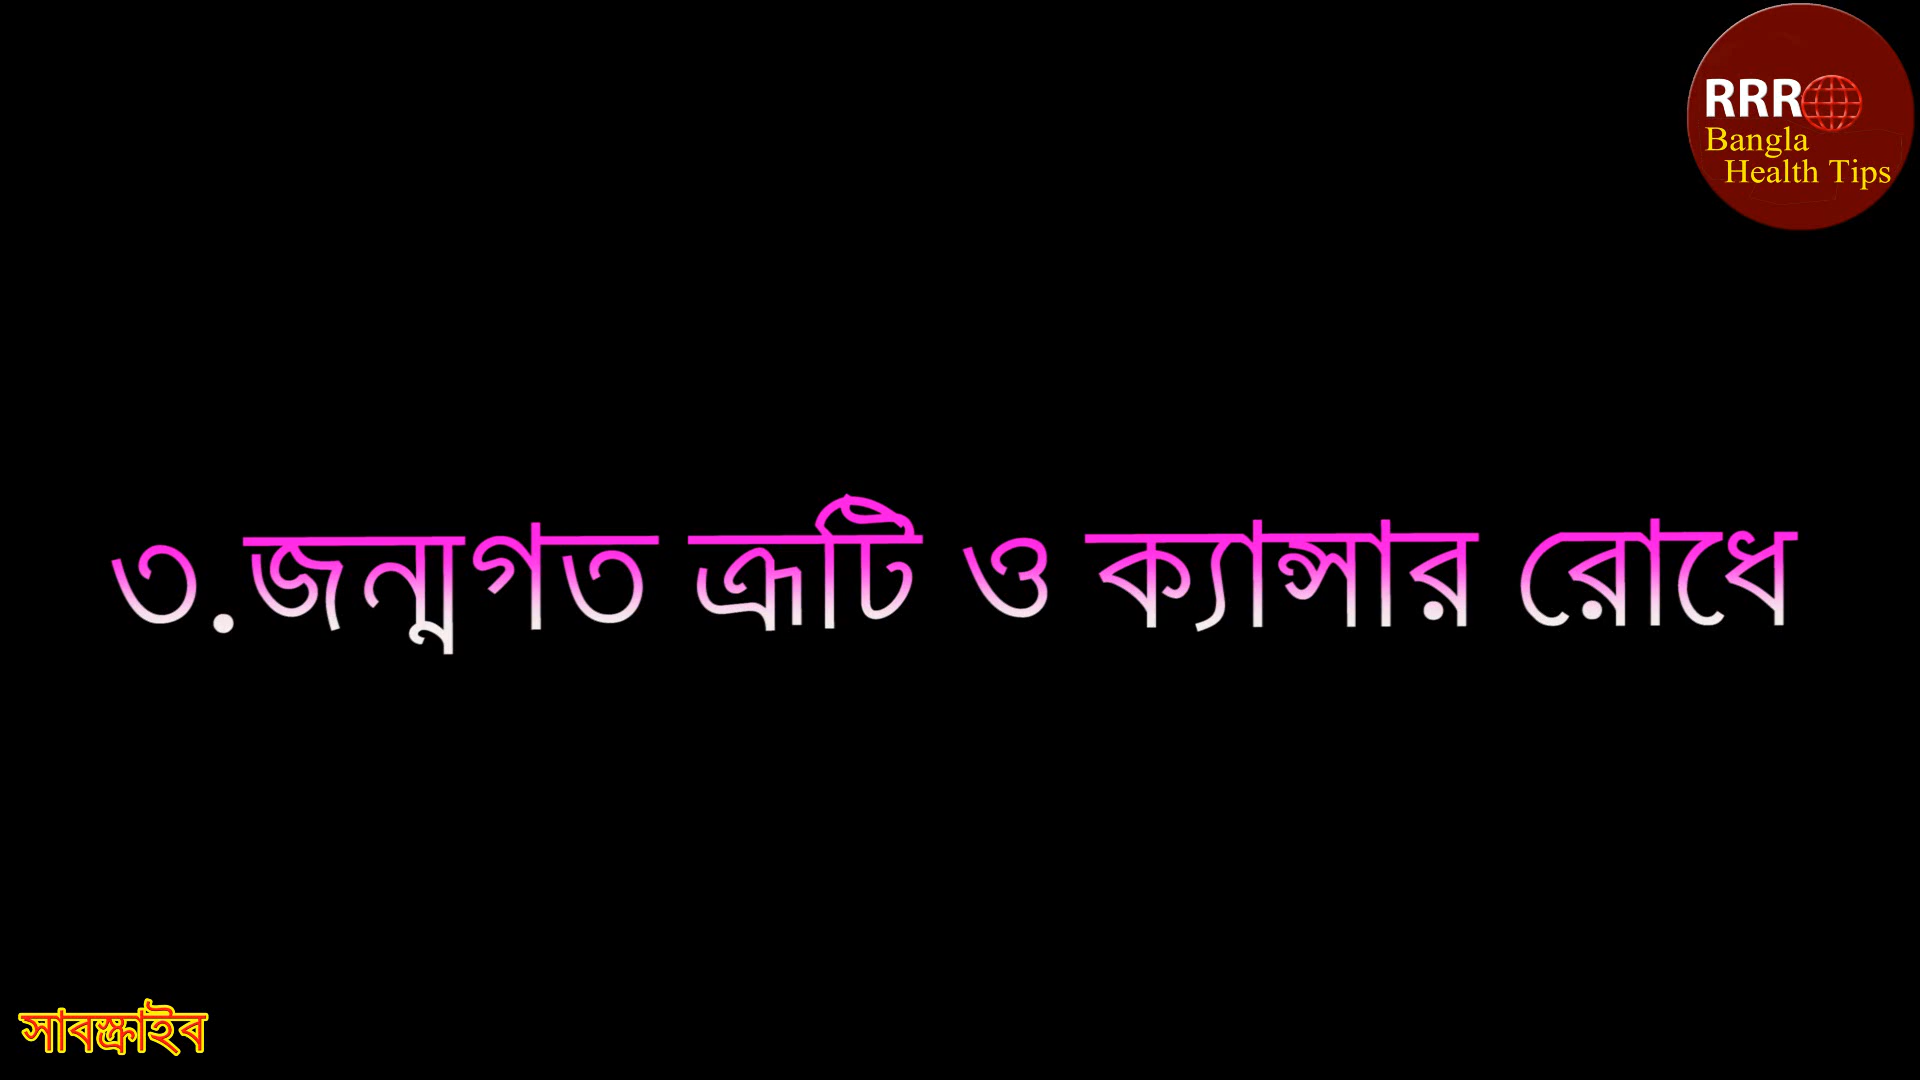 RRR
Bangla
Health Tips
৩.জন্মগত ত্রূটি ও ক্যান্সার রোধে
সাবস্ক্রাইব